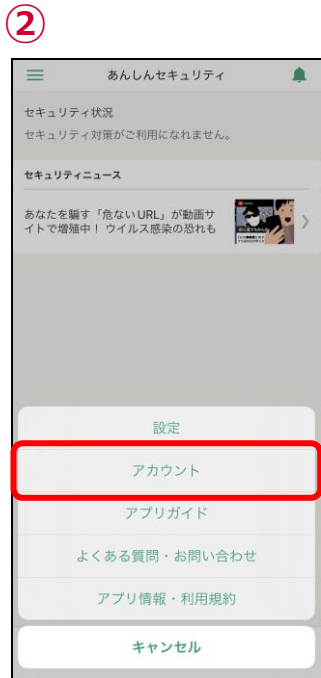 ②
あんしんセキュリティ
セキュリティ状況
セキュリティ対策がご利用になれません。
セキュリティニュース
あなたを騙す「危ないURL」が動画サ
イトで増殖中！ ウイルス感染の恐れも
設定
アカウント
アプリガイド
よくある質問・お問い合わせ
アプリ情報・利用規約
キャンセル